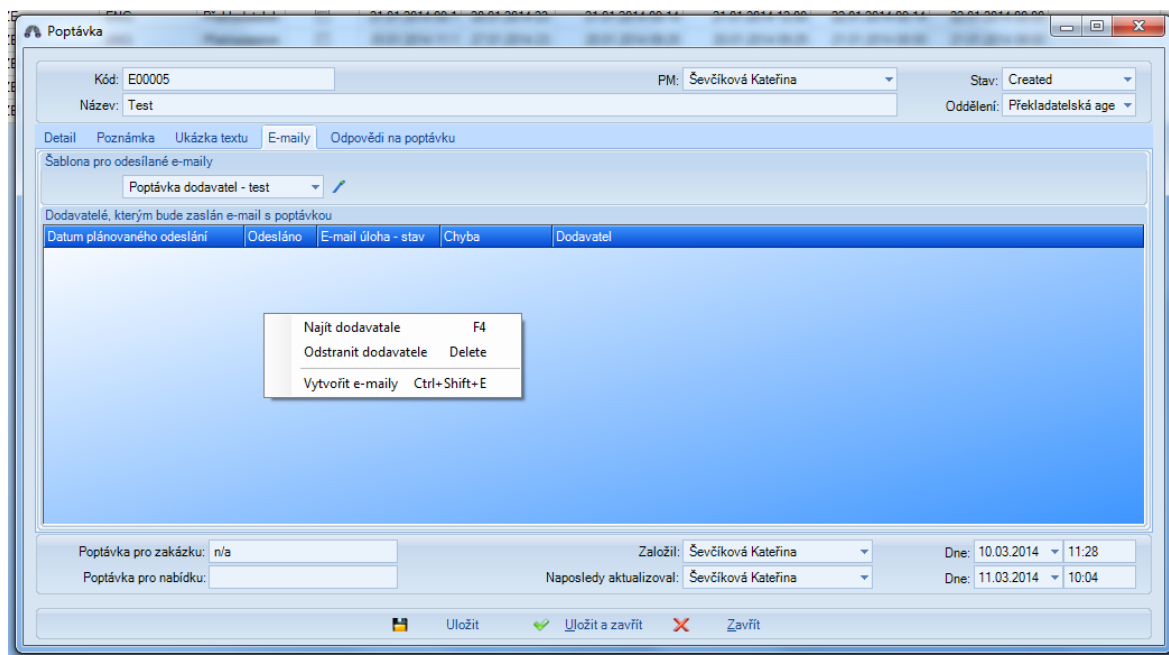 Poptávka
Kód: E00005 PM: Ševčíková Kateřina Stav: Created
Název: Test Oddělení: Překladatelská age
Detail Poznámka Ukázka textu E-maily Odpovědi na poptávku
Šablona pro odesílané e-maily
Poptávka dodavatel - test
Dodavatelé, kterým bude zaslán e-mail s poptávkou
Datum plánovaného odeslání Odesláno E-mail úloha - stav Chyba Dodavatel
Najít dodavatale F4
Odstranit dodavatele Delete
Vytvořit e-maily Ctrl+Shift+E
Poptávka pro zakázku: n/a Založil: Ševčíková Kateřina Dne: 10.03.2014 11:28
Poptávka pro nabídku: Naposledy aktualizoval: Ševčíková Kateřina Dne: 11.03.2014 10:04
Uložit Uložit a zavřít Zavřít